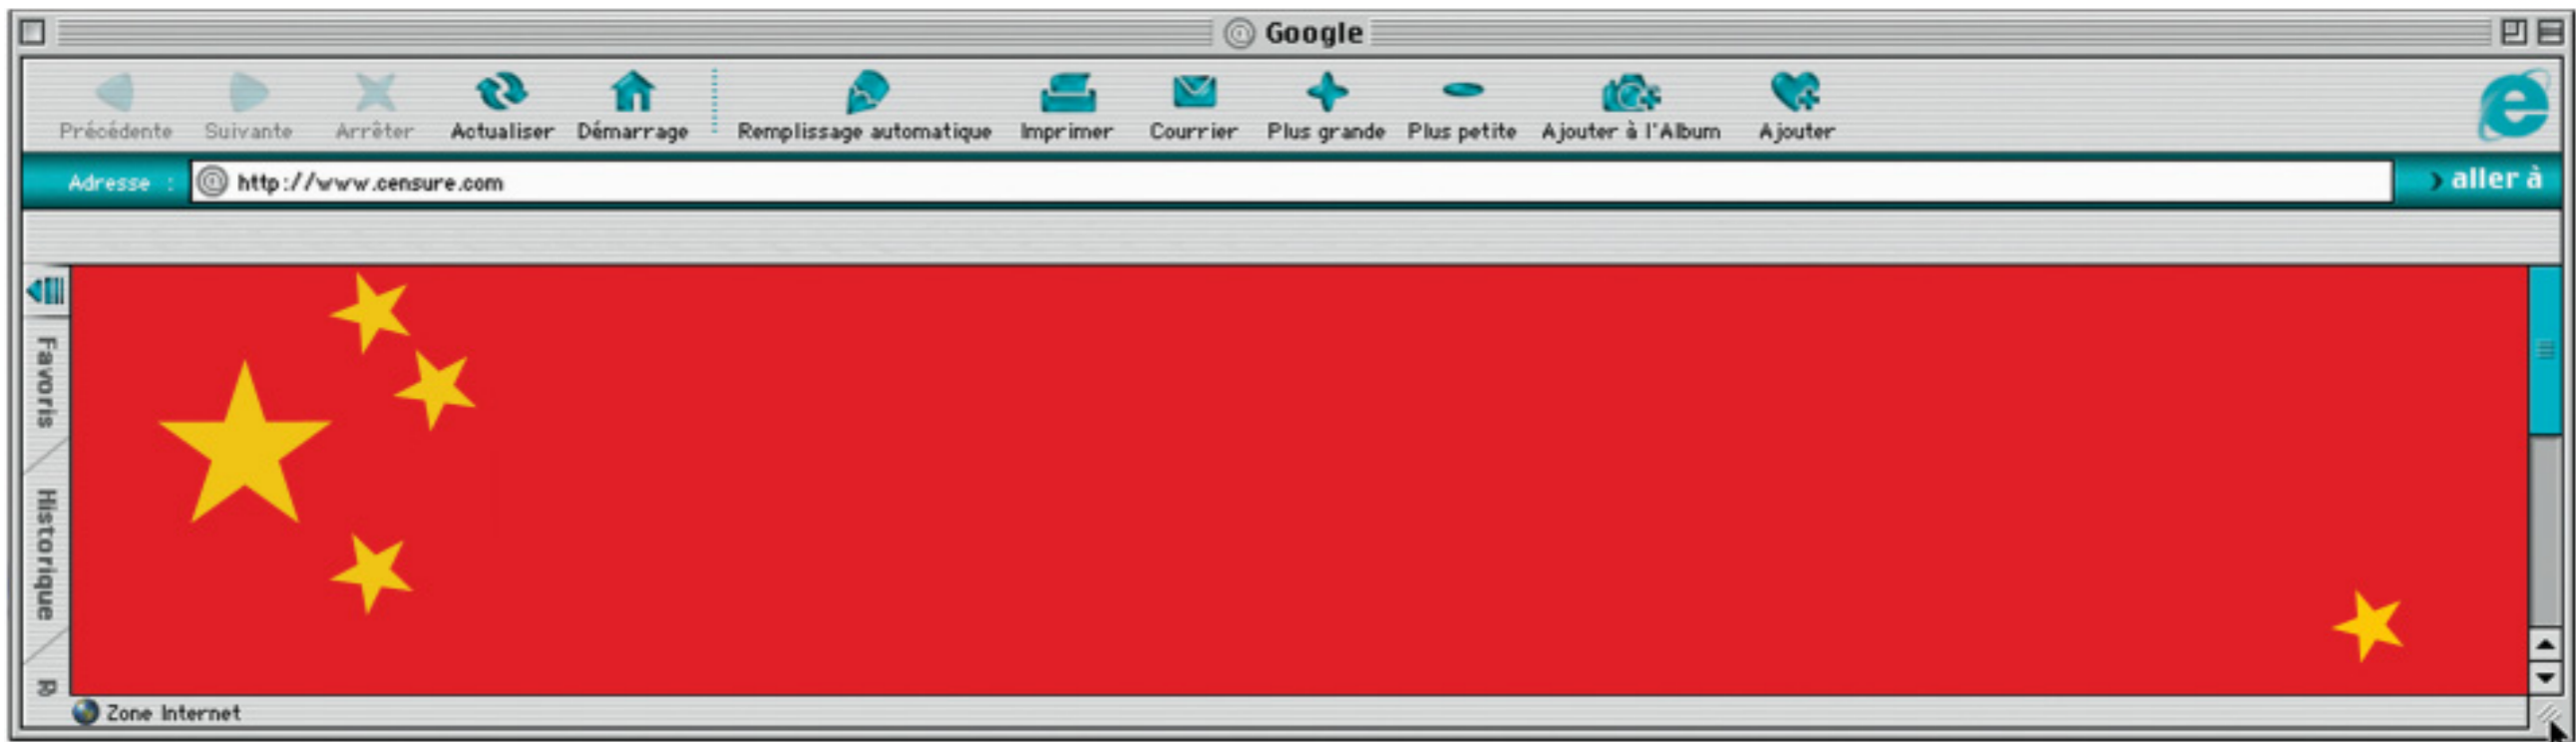 Google
Précédente Suivante Arrêter Actualiser Démarrage Remplissage automatique Imprimer Courrier Plus grande Plus petite Ajouter à l'Album Ajouter
Adresse : http://www.censure.com › aller à
Favoris
Historique
R
Zone Internet